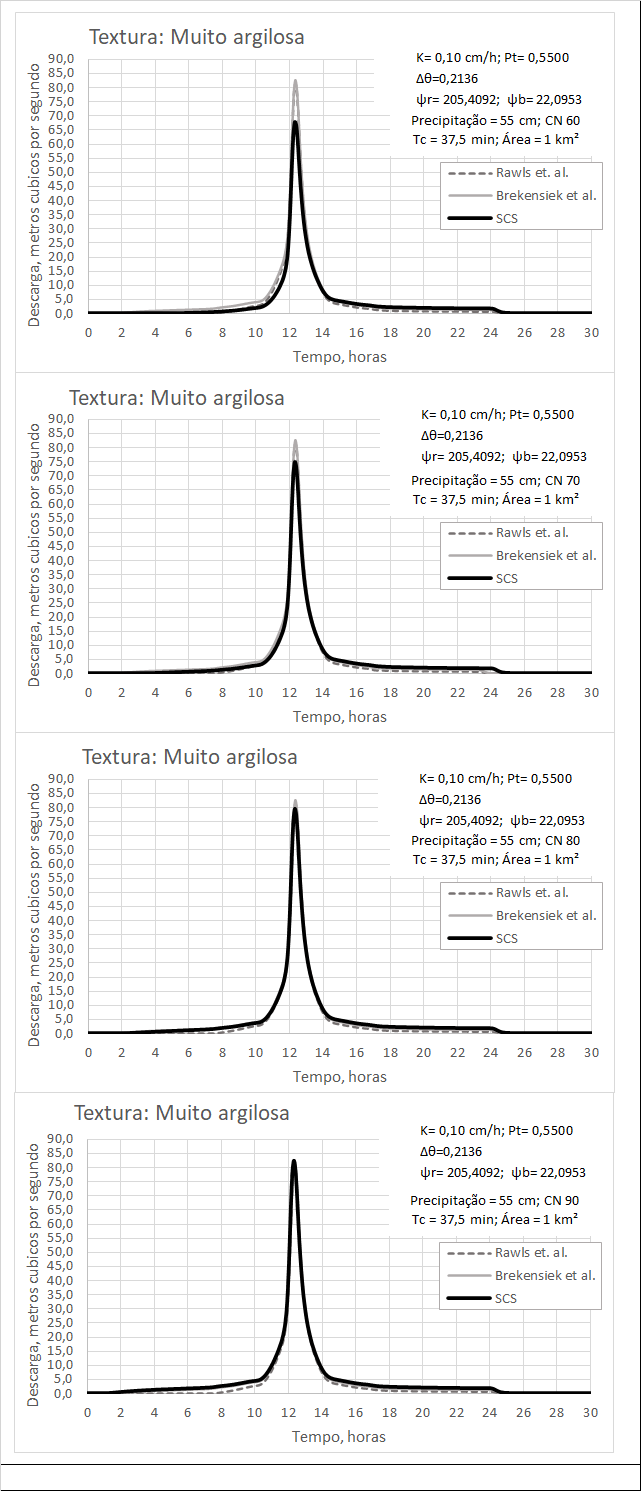 Textura: Muito argilosa
K= 0,10 cm/h; Pt= 0,5500
Δθ=0,2136
ψr= 205,4092;  ψb= 22,0953
Precipitação = 55 cm; CN 60
Tc = 37,5 min; Área = 1 km²
Rawls et. al.
Brekensiek et al.
SCS
Descarga, metros cubicos por segundo
90,0
85,0
80,0
75,0
70,0
65,0
60,0
55,0
50,0
45,0
40,0
35,0
30,0
25,0
20,0
15,0
10,0
5,0
0,0
0 2 4 6 8 10 12 14 16 18 20 22 24 26 28 30
Tempo, horas
Textura: Muito argilosa
K= 0,10 cm/h; Pt= 0,5500
Δθ=0,2136
ψr= 205,4092;  ψb= 22,0953
Precipitação = 55 cm; CN 70
Tc = 37,5 min; Área = 1 km²
Rawls et. al.
Brekensiek et al.
SCS
Descarga, metros cubicos por segundo
90,0
85,0
80,0
75,0
70,0
65,0
60,0
55,0
50,0
45,0
40,0
35,0
30,0
25,0
20,0
15,0
10,0
5,0
0,0
0 2 4 6 8 10 12 14 16 18 20 22 24 26 28 30
Tempo, horas
Textura: Muito argilosa
K= 0,10 cm/h; Pt= 0,5500
Δθ=0,2136
ψr= 205,4092;  ψb= 22,0953
Precipitação = 55 cm; CN 80
Tc = 37,5 min; Área = 1 km²
Rawls et. al.
Brekensiek et al.
SCS
Descarga, metros cubicos por segundo
90,0
85,0
80,0
75,0
70,0
65,0
60,0
55,0
50,0
45,0
40,0
35,0
30,0
25,0
20,0
15,0
10,0
5,0
0,0
0 2 4 6 8 10 12 14 16 18 20 22 24 26 28 30
Tempo, horas
Textura: Muito argilosa
K= 0,10 cm/h; Pt= 0,5500
Δθ=0,2136
ψr= 205,4092;  ψb= 22,0953
Precipitação = 55 cm; CN 90
Tc = 37,5 min; Área = 1 km²
Rawls et. al.
Brekensiek et al.
SCS
Descarga, metros cubicos por segundo
90,0
85,0
80,0
75,0
70,0
65,0
60,0
55,0
50,0
45,0
40,0
35,0
30,0
25,0
20,0
15,0
10,0
5,0
0,0
0 2 4 6 8 10 12 14 16 18 20 22 24 26 28 30
Tempo, horas